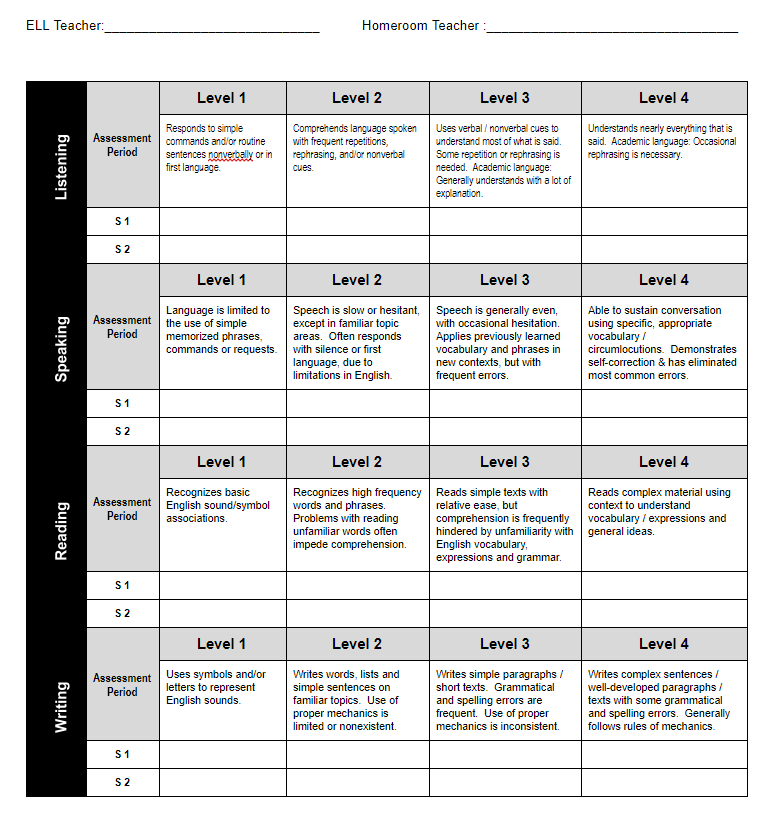 ELL Teacher:_____________________________ Homeroom Teacher :__________________________________
Level 1 Level 2 Level 3 Level 4
Listening
Assessment
Period
Responds to simple
commands and/or routine
sentences nonverbally or in
first language.
Comprehends language spoken
with frequent repetitions,
rephrasing, and/or nonverbal
cues.
Uses verbal / nonverbal cues to
understand most of what is said.
Some repetition or rephrasing is
needed.  Academic language:
Generally understands with a lot of
explanation.
Understands nearly everything that is
said.  Academic language: Occasional
rephrasing is necessary.
S 1
S 2
Level 1 Level 2 Level 3 Level 4
Speaking
Assessment
Period
Language is limited to
the use of simple
memorized phrases,
commands or requests.
Speech is slow or hesitant,
except in familiar topic
areas.  Often responds
with silence or first
language, due to
limitations in English.
Speech is generally even,
with occasional hesitation.
Applies previously learned
vocabulary and phrases in
new contexts, but with
frequent errors.
Able to sustain conversation
using specific, appropriate
vocabulary /
circumlocutions.  Demonstrates
self-correction & has eliminated
most common errors.
S 1
S 2
Level 1 Level 2 Level 3 Level 4
Reading
Assessment
Period
Recognizes basic
English sound/symbol
associations.
Recognizes high frequency
words and phrases.
Problems with reading
unfamiliar words often
impede comprehension.
Reads simple texts with
relative ease, but
comprehension is frequently
hindered by unfamiliarity with
English vocabulary,
expressions and grammar.
Reads complex material using
context to understand
vocabulary / expressions and
general ideas.
S 1
S 2
Level 1 Level 2 Level 3 Level 4
Writing
Assessment
Period
Uses symbols and/or
letters to represent
English sounds.
Writes words, lists and
simple sentences on
familiar topics.  Use of
proper mechanics is
limited or nonexistent.
Writes simple paragraphs /
short texts.  Grammatical
and spelling errors are
frequent.  Use of proper
mechanics is inconsistent.
Writes complex sentences /
well-developed paragraphs /
texts with some grammatical
and spelling errors.  Generally
follows rules of mechanics.
S 1
S 2